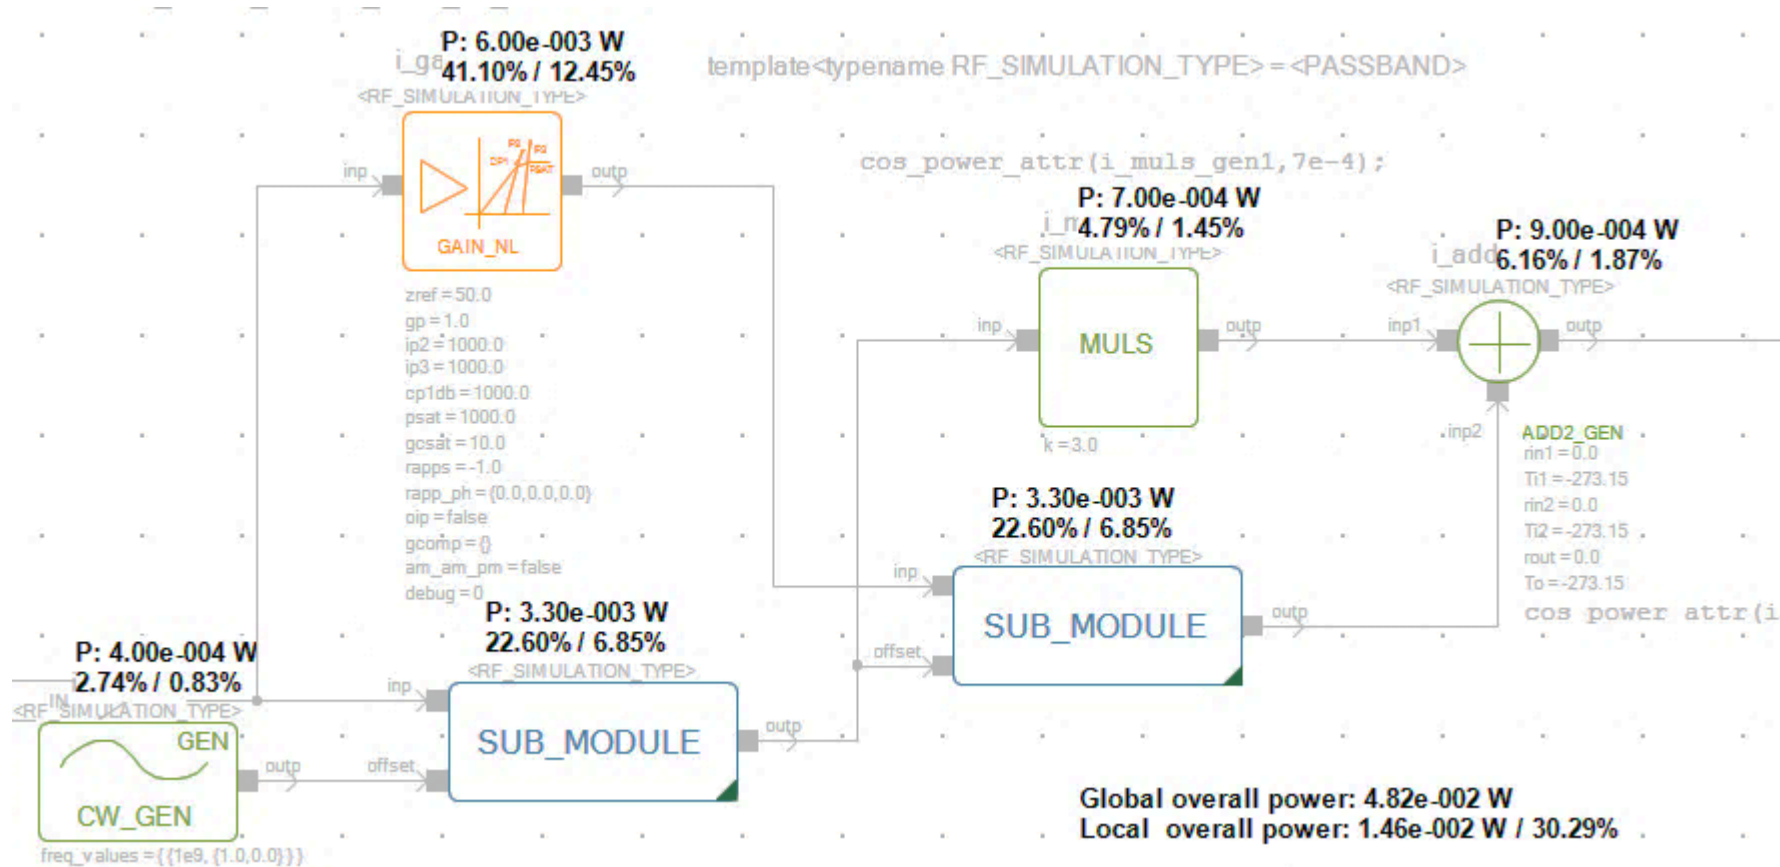 P: 6.00e-003 W
i_ga
41.10% / 12.45%
<RF_SIMULATION_TYPE>
template<typename RF_SIMULATION_TYPE>=<PASSBAND>
inp
outp
GAIN_NL
zref = 50.0
gp = 1.0
ip2 = 1000.0
ip3 = 1000.0
cp1db = 1000.0
psat = 1000.0
gcsat = 10.0
rapps = -1.0
rapp_ph = {0.0,0.0,0.0}
oip = false
gcomp = {}
am_am_pm = false
debug = 0
cos_power_attr(i_muls_gen1,7e-4);
P: 7.00e-004 W
4.79% / 1.45%
<RF_SIMULATION_TYPE>
inp
MULS
outp
k = 3.0
P: 9.00e-004 W
i_add
6.16% / 1.87%
<RF_SIMULATION_TYPE>
inp1
outp
inp2
ADD2_GEN
rin1 = 0.0
Ti1 = -273.15
rin2 = 0.0
Ti2 = -273.15
rout = 0.0
To = -273.15
cos_power_attr(i
P: 3.30e-003 W
22.60% / 6.85%
<RF_SIMULATION_TYPE>
inp
SUB_MODULE
outp
offset
P: 3.30e-003 W
22.60% / 6.85%
<RF_SIMULATION_TYPE>
inp
SUB_MODULE
outp
offset
P: 4.00e-004 W
2.74% / 0.83%
IN
<RF_SIMULATION_TYPE>
GEN
outp
CW_GEN
freq_values ={{1e9, {1.0,0.0}}}
Global overall power: 4.82e-002 W
Local overall power: 1.46e-002 W / 30.29%